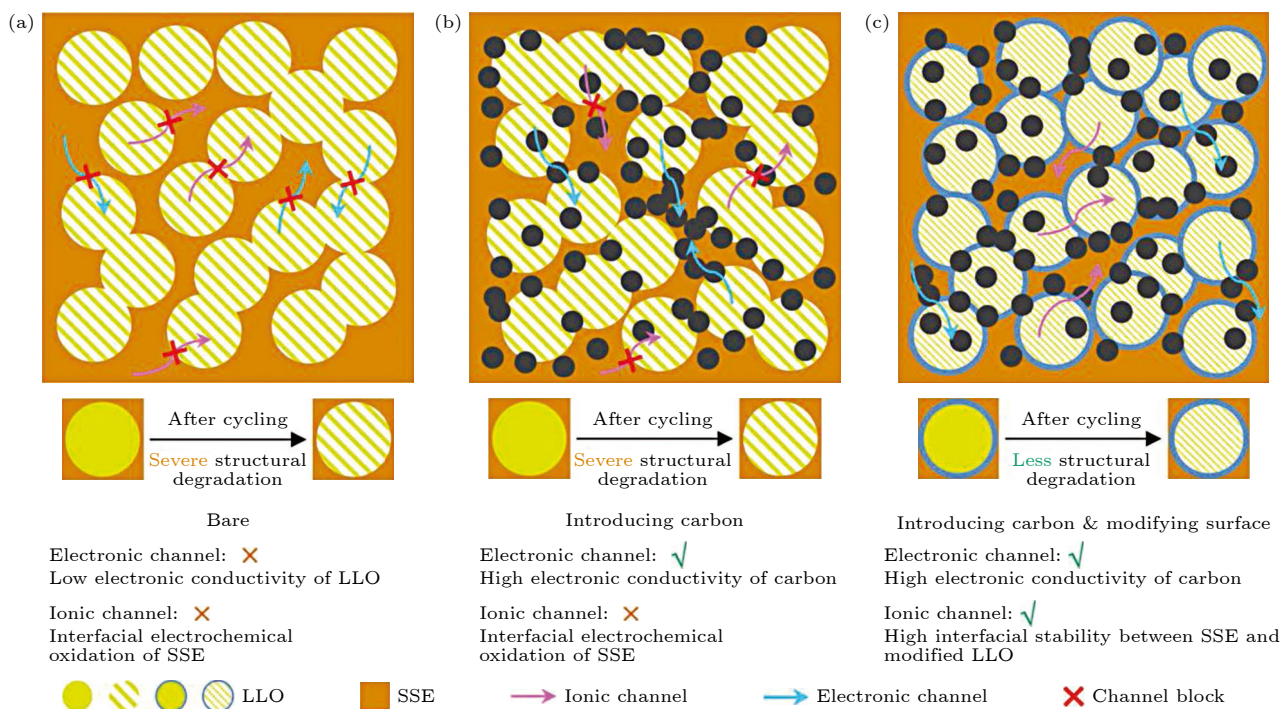 (a)
(b)
(c)
After cycling
Severe structural
degradation
After cycling
Severe structural
degradation
After cycling
Less structural
degradation
Bare
Electronic channel: ×
Low electronic conductivity of LLO
Ionic channel: ×
Interfacial electrochemical
oxidation of SSE
Introducing carbon
Electronic channel: √
High electronic conductivity of carbon
Ionic channel: ×
Interfacial electrochemical
oxidation of SSE
Introducing carbon & modifying surface
Electronic channel: √
High electronic conductivity of carbon
Ionic channel: √
High interfacial stability between SSE and
modified LLO
LLO
SSE
Ionic channel
Electronic channel
Channel block